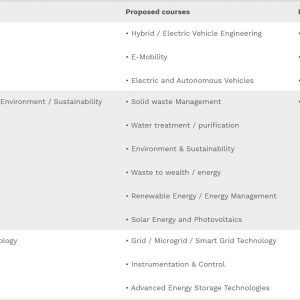 Proposed courses
• Hybrid / Electric Vehicle Engineering
• E-Mobility
• Electric and Autonomous Vehicles
Environment / Sustainability
• Solid waste Management
• Water treatment / purification
• Environment & Sustainability
• Waste to wealth / energy
• Renewable Energy / Energy Management
• Solar Energy and Photovoltaics
ology
• Grid / Microgrid / Smart Grid Technology
• Instrumentation & Control
• Advanced Energy Storage Technologies